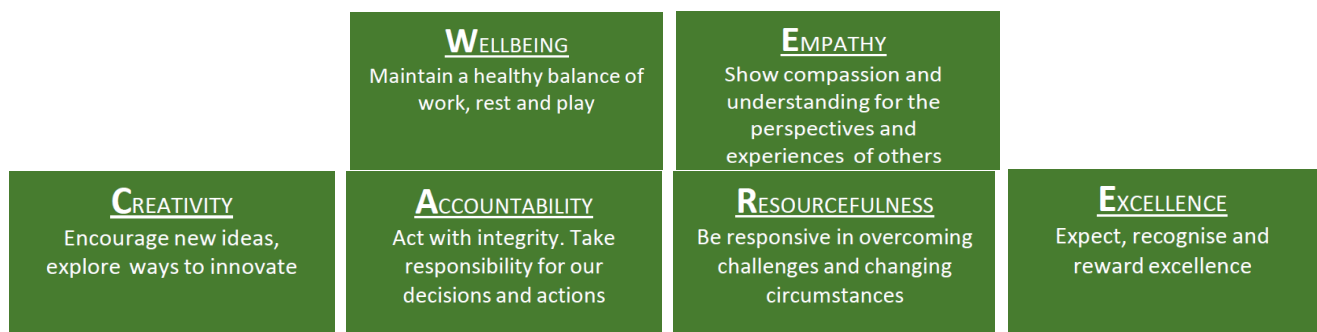 WELLBEING
Maintain a healthy balance of
work, rest and play
EMPATHY
Show compassion and
understanding for the
perspectives and
experiences of others
CREATIVITY
Encourage new ideas,
explore ways to innovate
ACCOUNTABILITY
Act with integrity. Take
responsibility for our
decisions and actions
RESOURCEFULNESS
Be responsive in overcoming
challenges and changing
circumstances
EXCELLENCE
Expect, recognise and
reward excellence